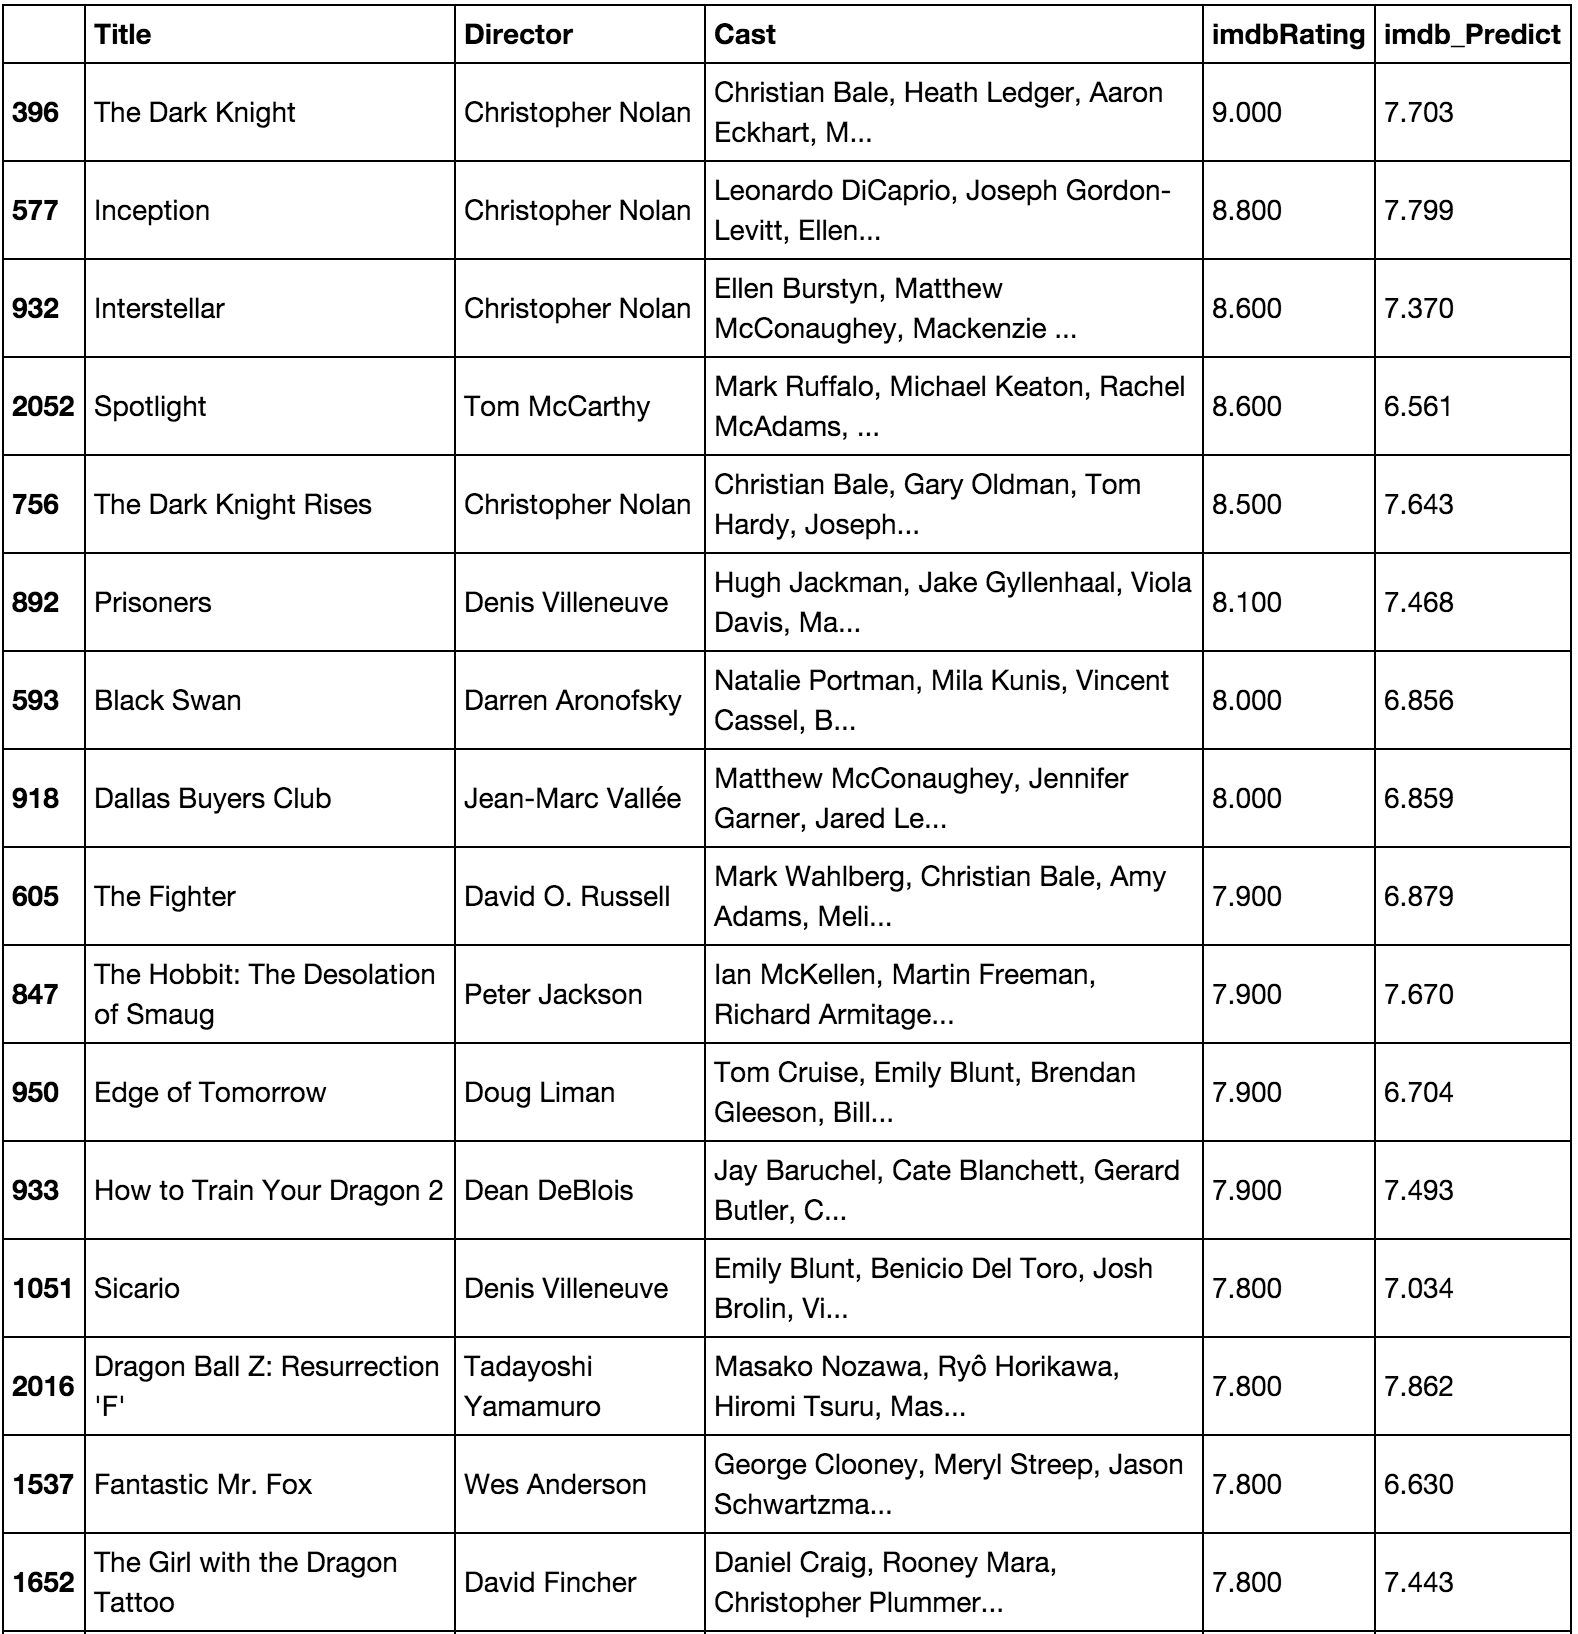 Title Director Cast imdbRating imdb_Predict
396 The Dark Knight Christopher Nolan Christian Bale, Heath Ledger, Aaron
Eckhart, M... 9.000 7.703
577 Inception Christopher Nolan Leonardo DiCaprio, Joseph Gordon-
Levitt, Ellen... 8.800 7.799
932 Interstellar Christopher Nolan Ellen Burstyn, Matthew
McConaughey, Mackenzie ... 8.600 7.370
2052 Spotlight Tom McCarthy Mark Ruffalo, Michael Keaton, Rachel
McAdams, ... 8.600 6.561
756 The Dark Knight Rises Christopher Nolan Christian Bale, Gary Oldman, Tom
Hardy, Joseph... 8.500 7.643
892 Prisoners Denis Villeneuve Hugh Jackman, Jake Gyllenhaal, Viola
Davis, Ma... 8.100 7.468
593 Black Swan Darren Aronofsky Natalie Portman, Mila Kunis, Vincent
Cassel, B... 8.000 6.856
918 Dallas Buyers Club Jean-Marc Vallée Matthew McConaughey, Jennifer
Garner, Jared Le... 8.000 6.859
605 The Fighter David O. Russell Mark Wahlberg, Christian Bale, Amy
Adams, Meli... 7.900 6.879
847 The Hobbit: The Desolation
of Smaug Peter Jackson Ian McKellen, Martin Freeman,
Richard Armitage... 7.900 7.670
950 Edge of Tomorrow Doug Liman Tom Cruise, Emily Blunt, Brendan
Gleeson, Bill... 7.900 6.704
933 How to Train Your Dragon 2 Dean DeBlois Jay Baruchel, Cate Blanchett, Gerard
Butler, C... 7.900 7.493
1051 Sicario Denis Villeneuve Emily Blunt, Benicio Del Toro, Josh
Brolin, Vi... 7.800 7.034
2016 Dragon Ball Z: Resurrection
'F' Tadayoshi
Yamamuro Masako Nozawa, Ryô Horikawa,
Hiromi Tsuru, Mas... 7.800 7.862
1537 Fantastic Mr. Fox Wes Anderson George Clooney, Meryl Streep, Jason
Schwartzma... 7.800 6.630
1652 The Girl with the Dragon
Tattoo David Fincher Daniel Craig, Rooney Mara,
Christopher Plummer... 7.800 7.443